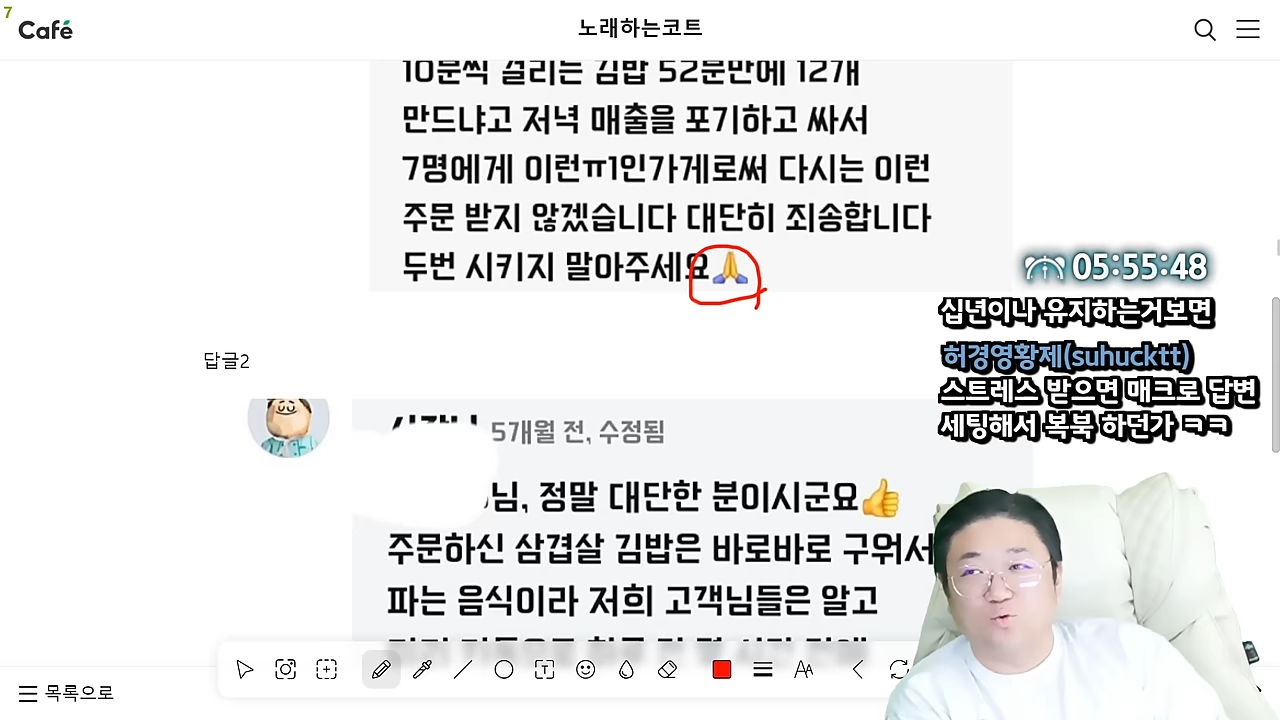 7
Café
노래하는코트
10분씩 걸리는 김밥 52분만에 12개
만드냐고 저녁 매출을 포기하고 싸서
7명에게 이런ㅠ1인가게로써 다시는 이런
주문 받지 않겠습니다 대단히 죄송합니다
두번 시키지 말아주세요🙏
05:55:48
십년이나 유지하는거보면
허경영황제(suhucktt)
스트레스 받으면 매크로 답변
세팅해서 복북 하던가 ㅋㅋ
답글2
5개월 전, 수정됨
님, 정말 대단한 분이시군요👍
주문하신 삼겹살 김밥은 바로바로 구워서
파는 음식이라 저희 고객님들은 알고
목록으로